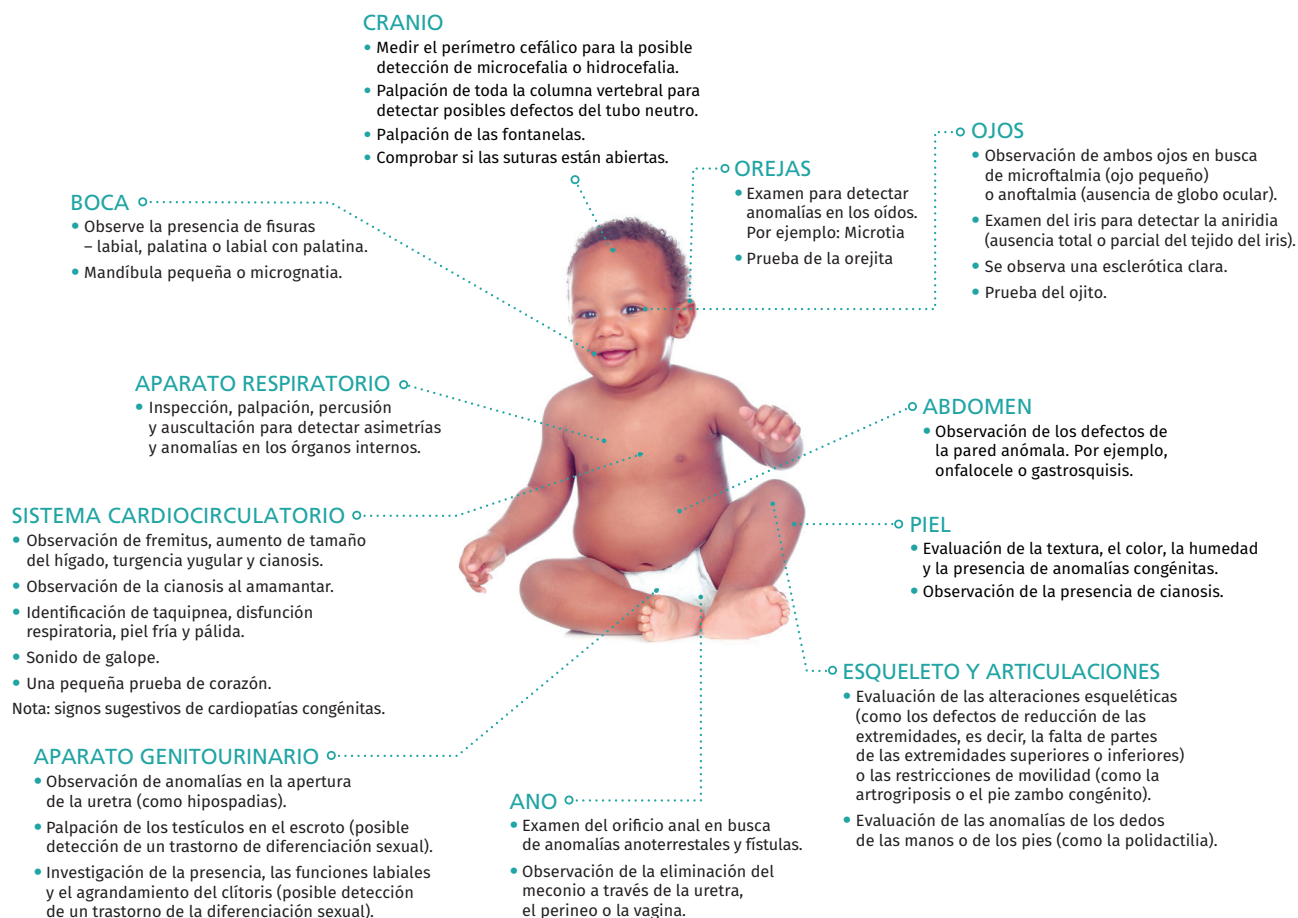 CRANIO
• Medir el perímetro cefálico para la posible
detección de microcefalia o hidrocefalia.
• Palpación de toda la columna vertebral para
detectar posibles defectos del tubo neutro.
• Palpación de las fontanelas.
• Comprobar si las suturas están abiertas.
OJOS
• Observación de ambos ojos en busca
de microftalmia (ojo pequeño)
o anoftalmia (ausencia de globo ocular).
• Examen del iris para detectar la aniridia
(ausencia total o parcial del tejido del iris).
• Se observa una esclerótica clara.
• Prueba del ojito.
OREJAS
• Examen para detectar
anomalías en los oídos.
Por ejemplo: Microtia
• Prueba de la orejita
BOCA
• Observe la presencia de fisuras
– labial, palatina o labial con palatina.
• Mandíbula pequeña o micrognatia.
APARATO RESPIRATORIO
• Inspección, palpación, percusión
y auscultación para detectar asimetrías
y anomalías en los órganos internos.
ABDOMEN
• Observación de los defectos de
la pared anómala. Por ejemplo,
onfalocele o gastrosquisis.
SISTEMA CARDIOCIRCULATORIO
• Observación de fremitus, aumento de tamaño
del hígado, turgencia yugular y cianosis.
• Observación de la cianosis al amamantar.
• Identificación de taquipnea, disfunción
respiratoria, piel fría y pálida.
• Sonido de galope.
• Una pequeña prueba de corazón.
Nota: signos sugestivos de cardiopatías congénitas.
PIEL
• Evaluación de la textura, el color, la humedad
y la presencia de anomalías congénitas.
• Observación de la presencia de cianosis.
ESQUELETO Y ARTICULACIONES
• Evaluación de las alteraciones esqueléticas
(como los defectos de reducción de las
extremidades, es decir, la falta de partes
de las extremidades superiores o inferiores)
o las restricciones de movilidad (como la
artrogriposis o el pie zambo congénito).
• Evaluación de las anomalías de los dedos
de las manos o de los pies (como la polidactilia).
APARATO GENITOURINARIO
• Observación de anomalías en la apertura
de la uretra (como hipospadias).
• Palpación de los testículos en el escroto (posible
detección de un trastorno de diferenciación sexual).
• Investigación de la presencia, las funciones labiales
y el agrandamiento del clítoris (posible detección
de un trastorno de la diferenciación sexual).
ANO
• Examen del orificio anal en busca
de anomalías anoterrestales y fístulas.
• Observación de la eliminación del
meconio a través de la uretra,
el perineo o la vagina.